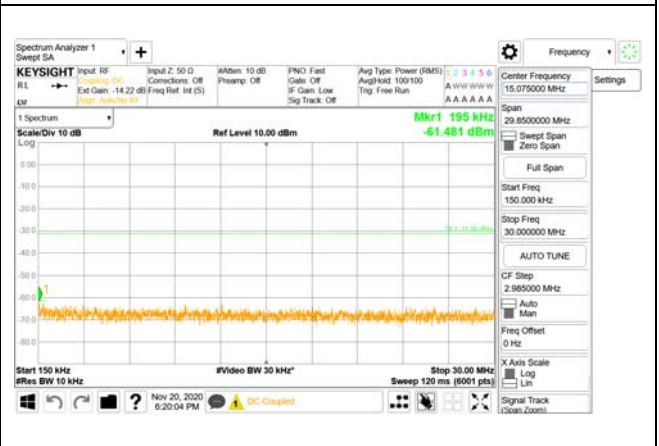 Spectrum Analyzer 1
Swept SA
Frequency
KEYSIGHT
RL
Input: RF
Coupling: DC
Ext Gain: -14.22 dB
Align: Auto/No RF
Input Z: 50 Ω
Corrections: Off
Freq Ref: Int (S)
#Atten: 10 dB
Preamp: Off
PNO: Fast
Gate: Off
IF Gain: Low
Sig Track: Off
Avg Type: Power (RMS)
Avg|Hold: 100/100
Trig: Free Run
1 2 3 4 5 6
A W W W W W
A A A A A A
Center Frequency
15.075000 MHz
Settings
Span
29.8500000 MHz
Swept Span
Zero Span
Full Span
Start Freq
150.000 kHz
Stop Freq
30.000000 MHz
AUTO TUNE
CF Step
2.985000 MHz
Auto
Man
Freq Offset
0 Hz
X Axis Scale
Log
Lin
Signal Track
(Span Zoom)
1 Spectrum
Scale/Div 10 dB
Ref Level 10.00 dBm
Mkr1 195 kHz
-61.481 dBm
Log
0.00
-10.0
-20.0
-30.0
-40.0
-50.0
-60.0
-70.0
-80.0
1
Start 150 kHz
#Res BW 10 kHz
#Video BW 30 kHz*
Stop 30.00 MHz
Sweep 120 ms (6001 pts)
Nov 20, 2020
6:20:04 PM
DC Coupled